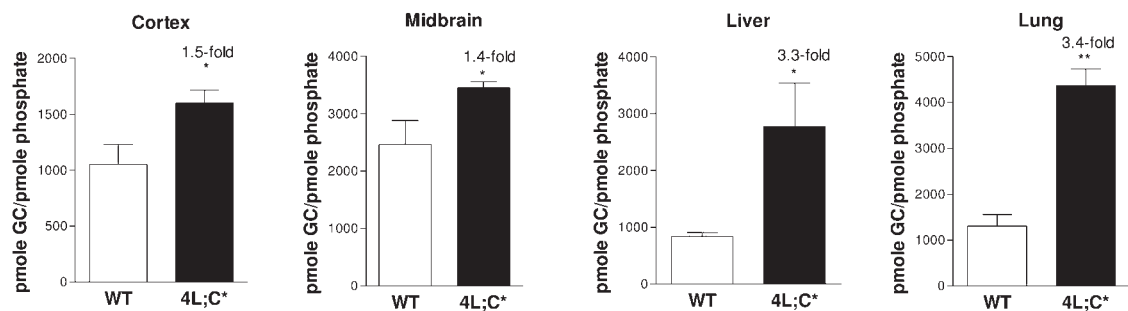 Cortex
1.5-fold
*
pmole GC/pmole phosphate
2000
1500
1000
500
0
WT
4L;C*
Midbrain
1.4-fold
*
pmole GC/pmole phosphate
4000
3000
2000
1000
0
WT
4L;C*
Liver
3.3-fold
*
pmole GC/pmole phosphate
4000
3000
2000
1000
0
WT
4L;C*
Lung
3.4-fold
**
pmole GC/pmole phosphate
5000
4000
3000
2000
1000
0
WT
4L;C*